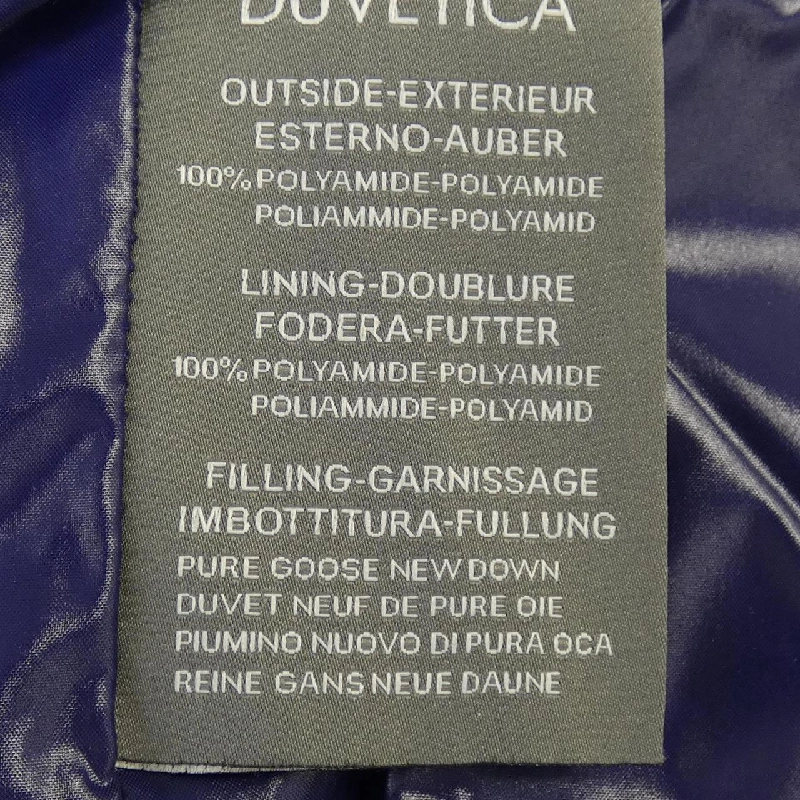 DUVETICA
OUTSIDE-EXTERIEUR
ESTERNO-AUBER
100% POLYAMIDE-POLYAMIDE
POLIAMMIDE-POLYAMID
LINING-DOUBLURE
FODERA-FUTTER
100% POLYAMIDE-POLYAMIDE
POLIAMMIDE-POLYAMID
FILLING-GARNISSAGE
IMBOTTITURA-FULLUNG
PURE GOOSE NEW DOWN
DUVET NEUF DE PURE OIE
PIUMINO NUOVO DI PURA OCA
REINE GANS NEUE DAUNE